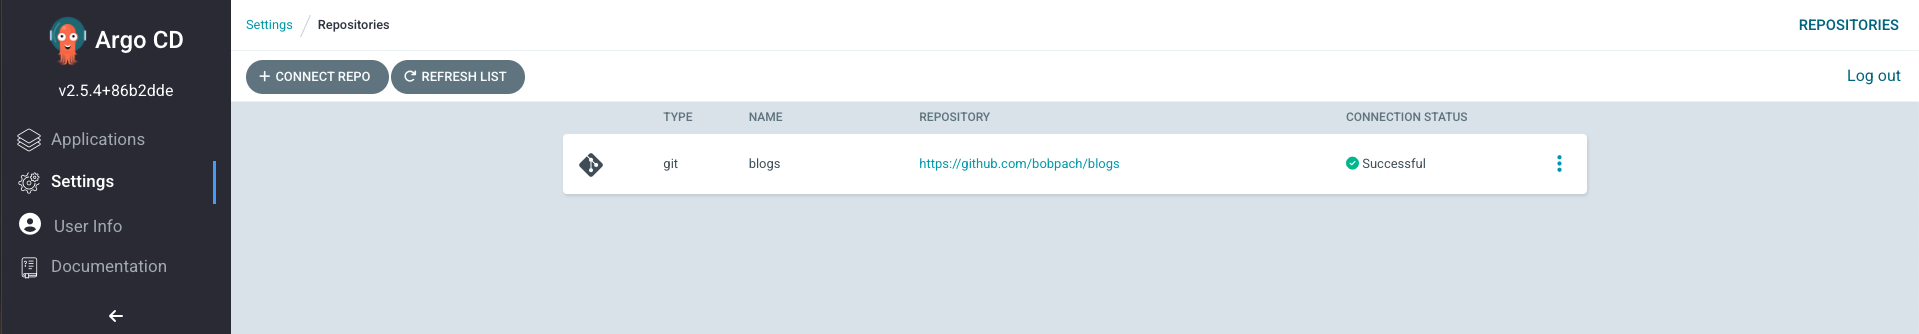 Argo CD
v2.5.4+86b2dde
Applications
Settings
User Info
Documentation
Settings / Repositories
REPOSITORIES
+ CONNECT REPO
REFRESH LIST
Log out
TYPE NAME REPOSITORY CONNECTION STATUS
git blogs https://github.com/bobpach/blogs Successful